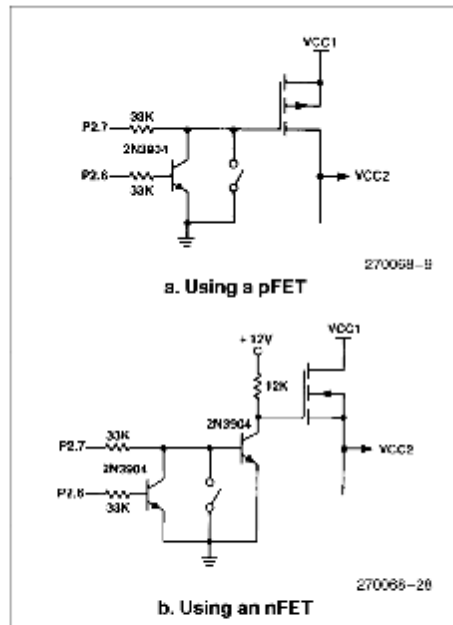 VCC1
33K
P2.7
2N3904
P2.6
33K
VCC2
270068–9
a. Using a pFET
+12V
VCC1
12K
2N3904
33K
P2.7
2N3904
VCC2
P2.6
33K
270068–28
b. Using an nFET